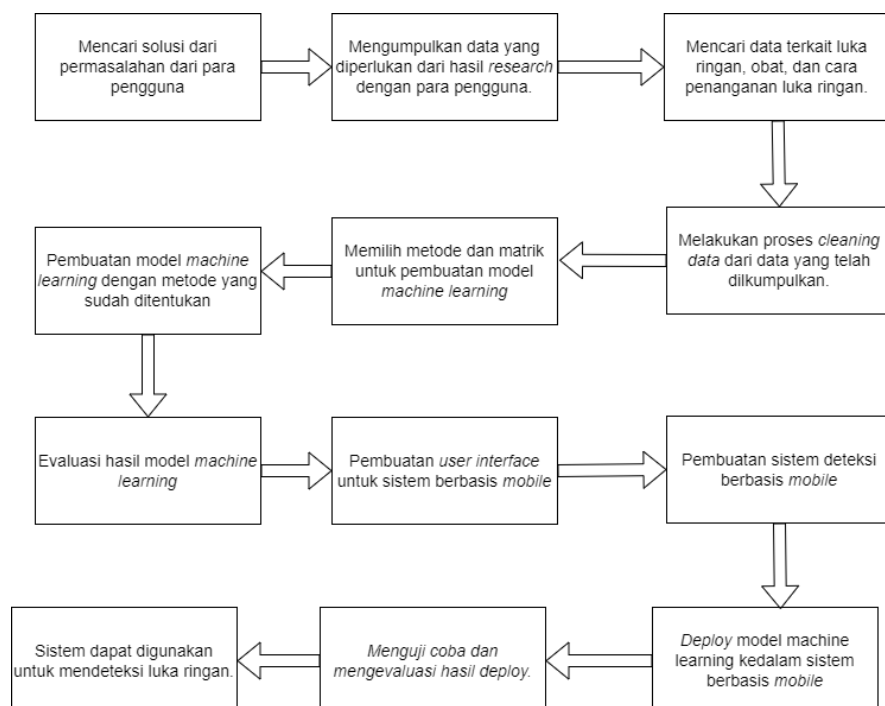 Mencari solusi dari
permasalahan dari para
pengguna
Mengumpulkan data yang
diperlukan dari hasil research
dengan para pengguna.
Mencari data terkait luka
ringan, obat, dan cara
penanganan luka ringan.
Melakukan proses cleaning
data dari data yang telah
dilkumpulkan.
Memilih metode dan matrik
untuk pembuatan model
machine learning
Pembuatan model machine
learning dengan metode yang
sudah ditentukan
Evaluasi hasil model machine
learning
Pembuatan user interface
untuk sistem berbasis mobile
Pembuatan sistem deteksi
berbasis mobile
Deploy model machine
learning kedalam sistem
berbasis mobile
Menguji coba dan
mengevaluasi hasil deploy.
Sistem dapat digunakan
untuk mendeteksi luka ringan.